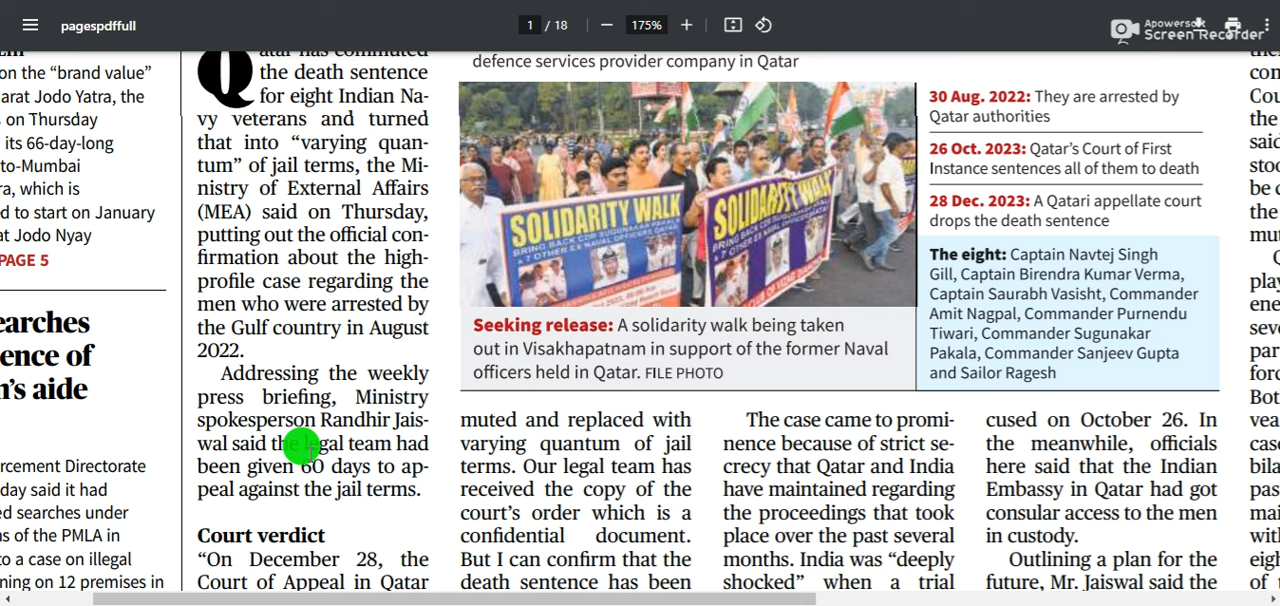 pagespdffull
1 / 18
175%
Apowersoft
Screen Recorder
on the “brand value”
arat Jodo Yatra, the
on Thursday
its 66-day-long
to-Mumbai
ra, which is
ed to start on January
at Jodo Nyay
PAGE 5
earches
ence of
n’s aide
rcement Directorate
day said it had
ed searches under
ns of the PMLA in
to a case on illegal
ning on 12 premises in
Qatar has commuted
the death sentence
for eight Indian Na-
vy veterans and turned
that into “varying quan-
tum” of jail terms, the Mi-
nistry of External Affairs
(MEA) said on Thursday,
putting out the official con-
firmation about the high-
profile case regarding the
men who were arrested by
the Gulf country in August
2022.
Addressing the weekly
press briefing, Ministry
spokesperson Randhir Jais-
wal said the legal team had
been given 60 days to ap-
peal against the jail terms.
Court verdict
“On December 28, the
Court of Appeal in Qatar
defence services provider company in Qatar
SOLIDARITY WALK
BRING BACK CDR SUGUNAKAR PAKALA
& 7 OTHER EX NAVAL OFFICERS QATAR
SOLIDARITY WALK
Seeking release: A solidarity walk being taken
out in Visakhapatnam in support of the former Naval
officers held in Qatar. FILE PHOTO
30 Aug. 2022: They are arrested by
Qatar authorities
26 Oct. 2023: Qatar’s Court of First
Instance sentences all of them to death
28 Dec. 2023: A Qatari appellate court
drops the death sentence
The eight: Captain Navtej Singh
Gill, Captain Birendra Kumar Verma,
Captain Saurabh Vasisht, Commander
Amit Nagpal, Commander Purnendu
Tiwari, Commander Sugunakar
Pakala, Commander Sanjeev Gupta
and Sailor Ragesh
muted and replaced with
varying quantum of jail
terms. Our legal team has
received the copy of the
court’s order which is a
confidential document.
But I can confirm that the
death sentence has been
The case came to promi-
nence because of strict se-
crecy that Qatar and India
have maintained regarding
the proceedings that took
place over the past several
months. India was “deeply
shocked” when a trial
cused on October 26. In
the meanwhile, officials
here said that the Indian
Embassy in Qatar had got
consular access to the men
in custody.
Outlining a plan for the
future, Mr. Jaiswal said the